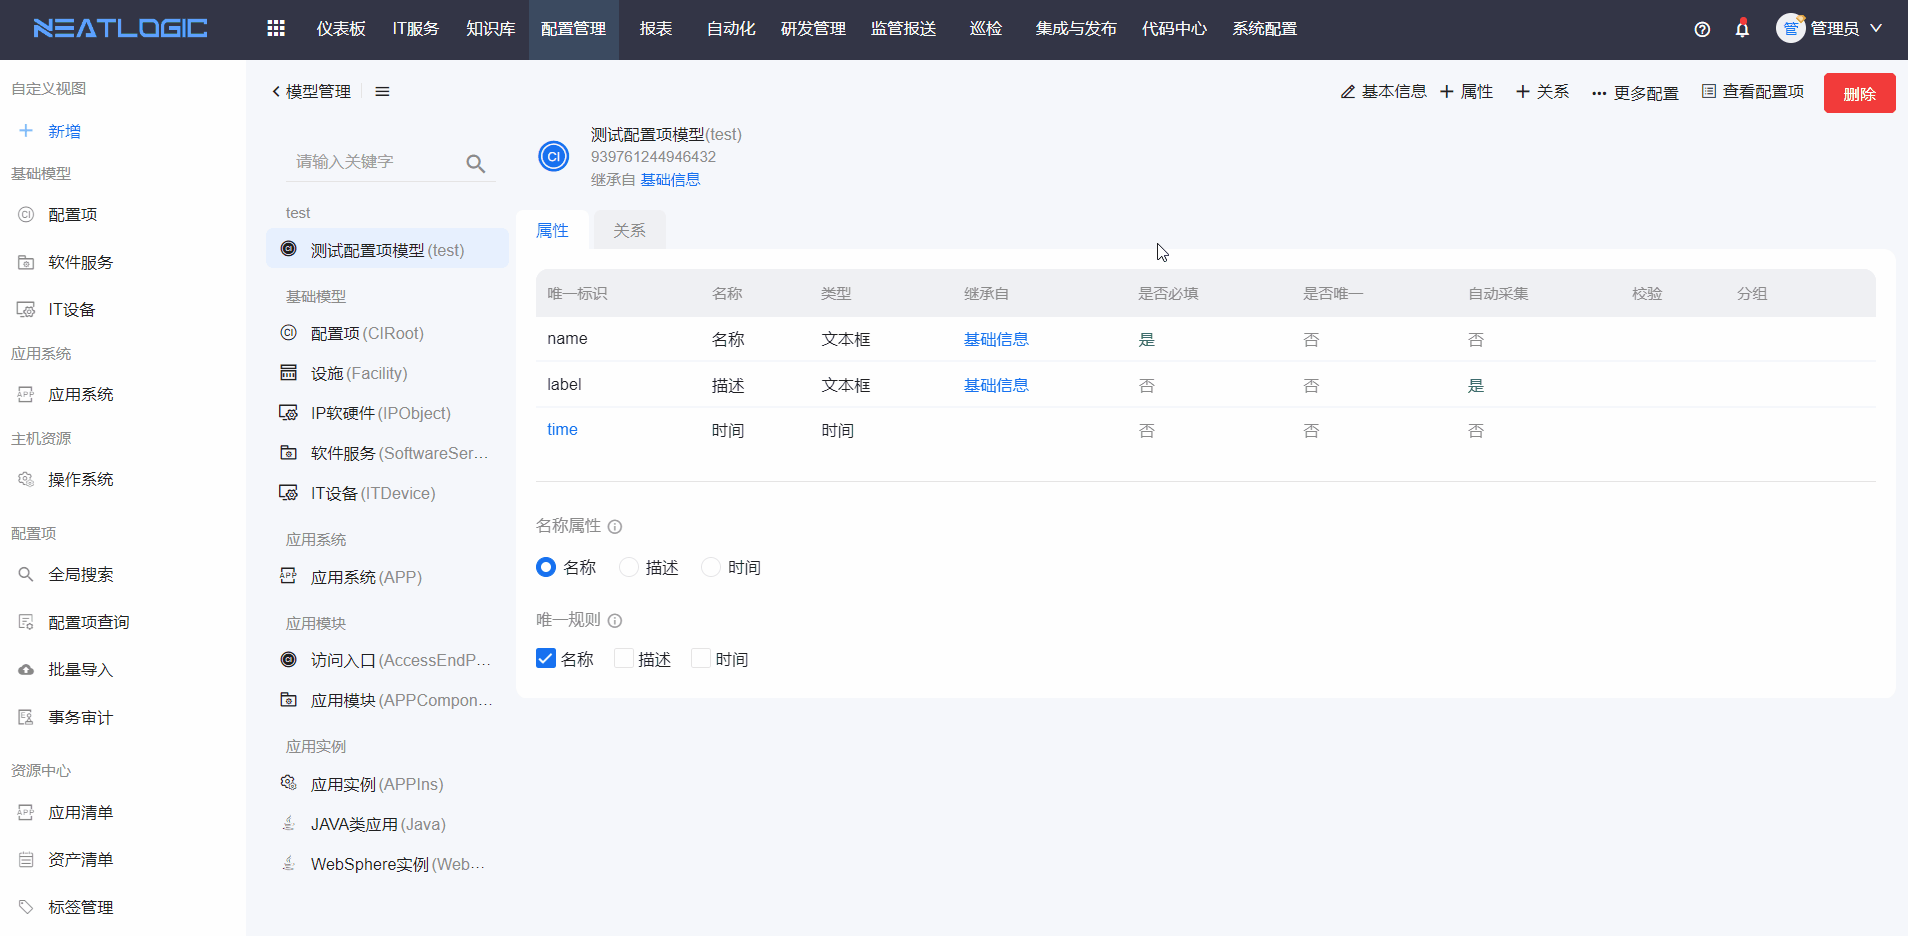 NEATLOGIC 仪表板 IT服务 知识库 配置管理 报表 自动化 研发管理 监管报送 巡检 集成与发布 代码中心 系统配置 管 管理员
自定义视图
新增
基础模型
配置项
软件服务
IT设备
应用系统
应用系统
主机资源
操作系统
配置项
全局搜索
配置项查询
批量导入
事务审计
资源中心
应用清单
资产清单
标签管理
模型管理
请输入关键字
test
测试配置项模型(test)
基础模型
配置项(CIRoot)
设施(Facility)
IP软硬件(IPObject)
软件服务(SoftwareSer...
IT设备(ITDevice)
应用系统
应用系统(APP)
应用模块
访问入口(AccessEndP...
应用模块(APPCompon...
应用实例
应用实例(APPIns)
JAVA类应用(Java)
WebSphere实例(Web...
基本信息 属性 关系 更多配置 查看配置项 删除
CI
测试配置项模型(test)
939761244946432
继承自 基础信息
属性 关系
唯一标识 名称 类型 继承自 是否必填 是否唯一 自动采集 校验 分组
name 名称 文本框 基础信息 是 否 否
label 描述 文本框 基础信息 否 否 是
time 时间 时间 否 否 否
名称属性
名称 描述 时间
唯一规则
名称 描述 时间